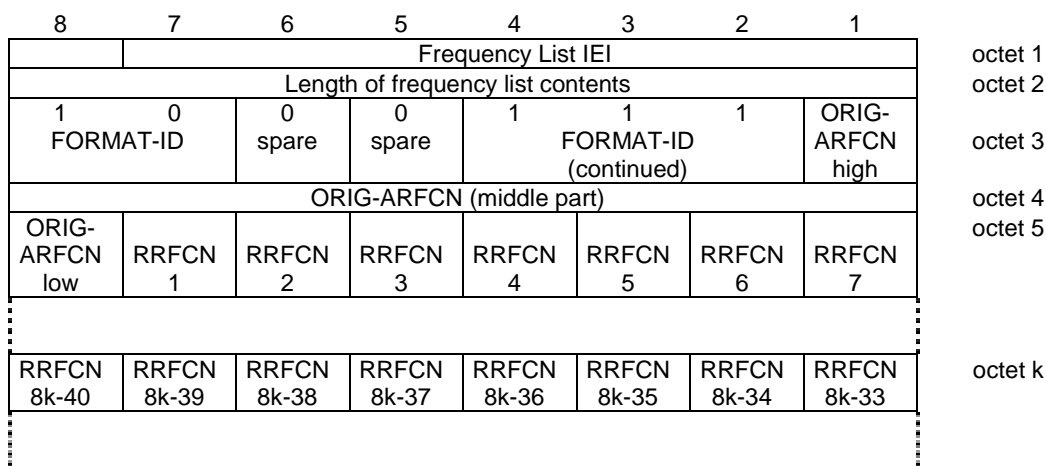 8 7 6 5 4 3 2 1
Frequency List IEI octet 1
Length of frequency list contents octet 2
1 0 0 0 1 1 1 ORIG-
FORMAT-ID spare spare FORMAT-ID ARFCN octet 3
(continued) high
ORIG-ARFCN (middle part) octet 4
ORIG- octet 5
ARFCN RRFCN RRFCN RRFCN RRFCN RRFCN RRFCN RRFCN
low 1 2 3 4 5 6 7
RRFCN RRFCN RRFCN RRFCN RRFCN RRFCN RRFCN RRFCN octet k
8k-40 8k-39 8k-38 8k-37 8k-36 8k-35 8k-34 8k-33